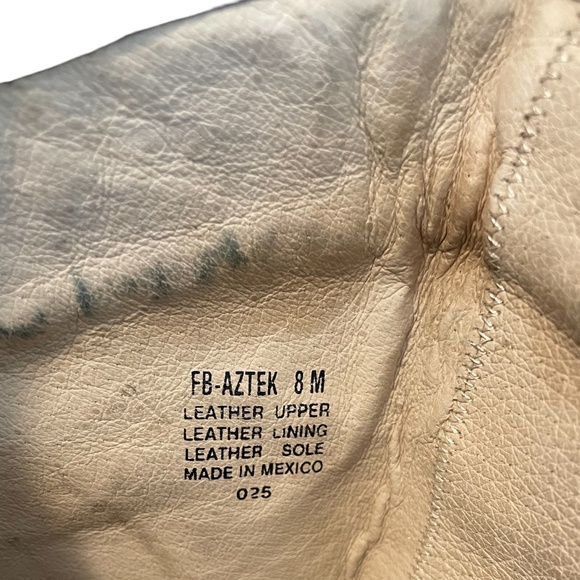 FB-AZTEK 8 M
LEATHER UPPER
LEATHER LINING
LEATHER SOLE
MADE IN MEXICO
025